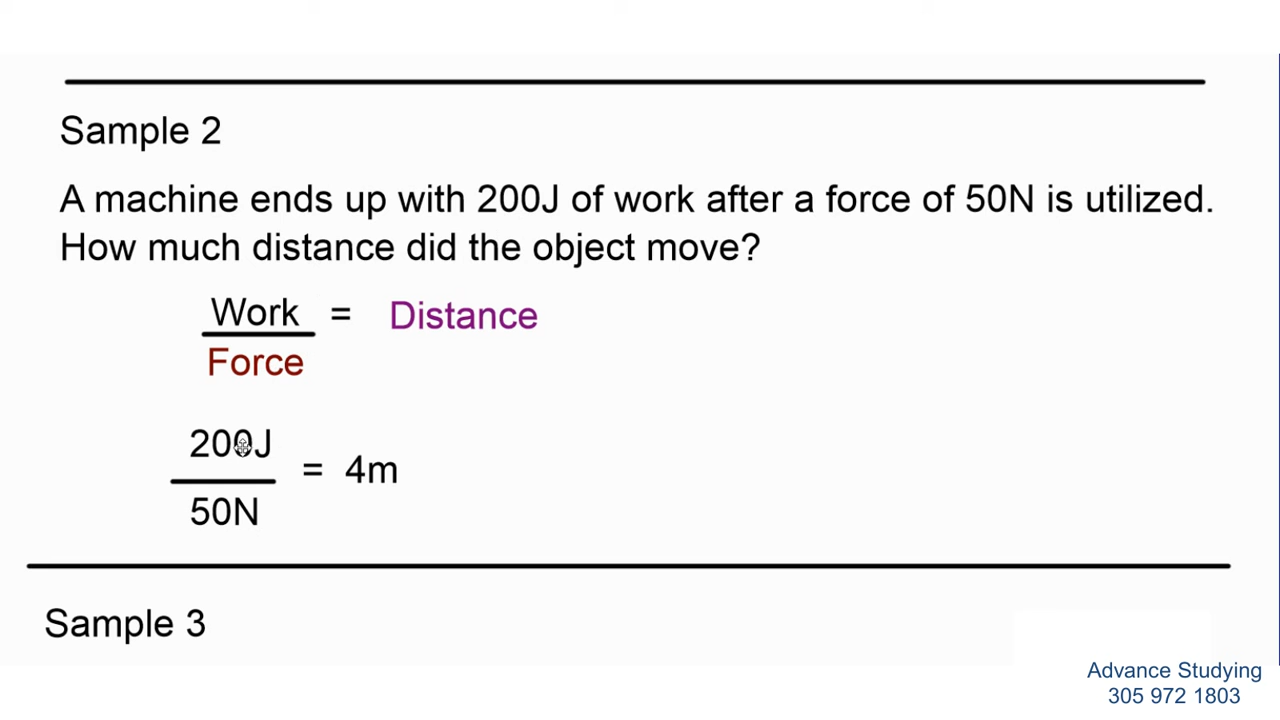 Sample 2
A machine ends up with 200J of work after a force of 50N is utilized.
How much distance did the object move?
Work = Distance
Force
200J
= 4m
50N
Sample 3
Advance Studying
305 972 1803